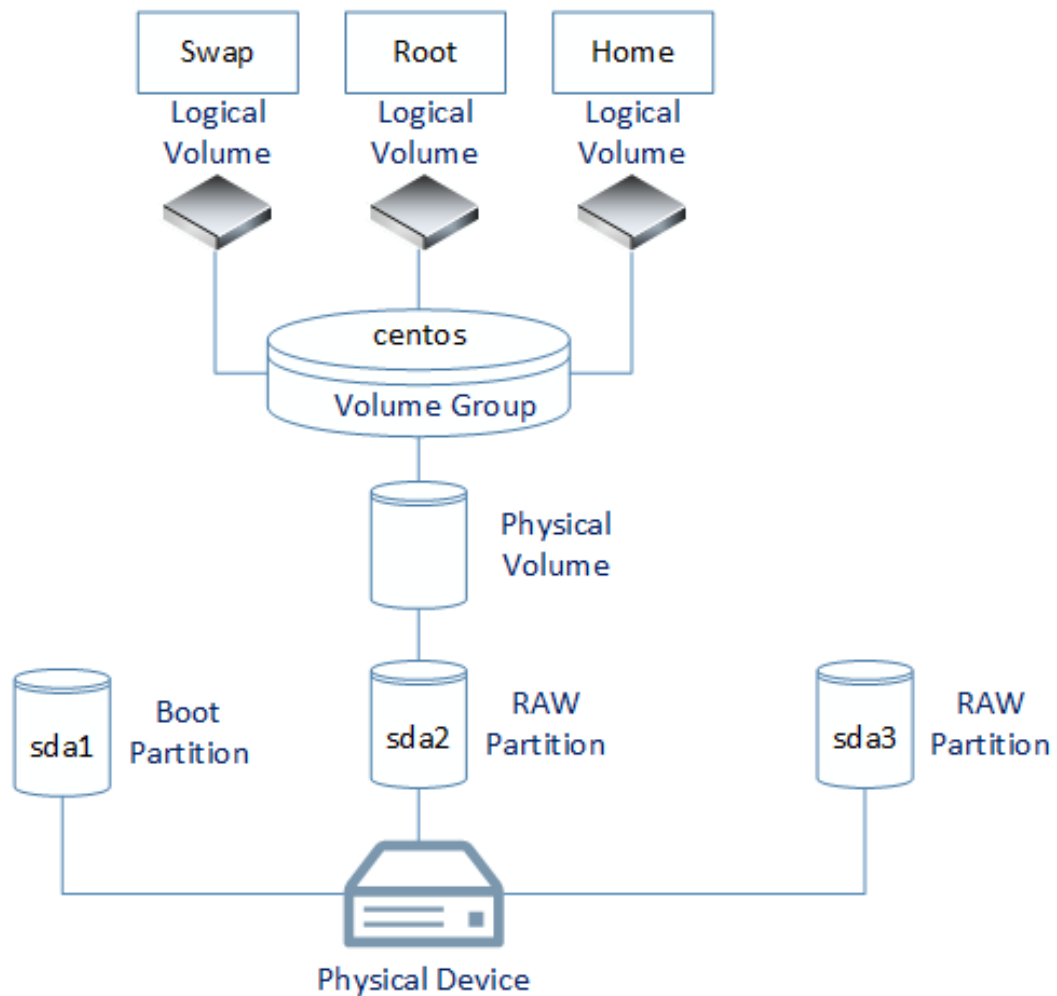 Swap
Root
Home
Logical
Volume
Logical
Volume
Logical
Volume
centos
Volume Group
Physical
Volume
sda1
Boot
Partition
sda2
RAW
Partition
sda3
RAW
Partition
Physical Device